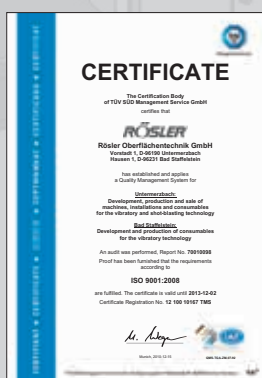 CERTIFICATE
The Certification Body
of TÜV SÜD Management Service GmbH
certifies that
RÖSLER
Rösler Oberflächentechnik GmbH
Vorstadt 1, D-96190 Untermerzbach
Hausen 1, D-96231 Bad Staffelstein
has established and applies
a Quality Management System for
Untermerzbach:
Development, production and sale of
machines, installations and consumables
for the vibratory and shot-blasting technology
Bad Staffelstein:
Development and production of consumables
for the vibratory technology
An audit was performed, Report No. 70010098
Proof has been furnished that the requirements
according to
ISO 9001:2008
are fulfilled. The certificate is valid until 2013-12-02
Certificate Registration No. 12 100 10167 TMS